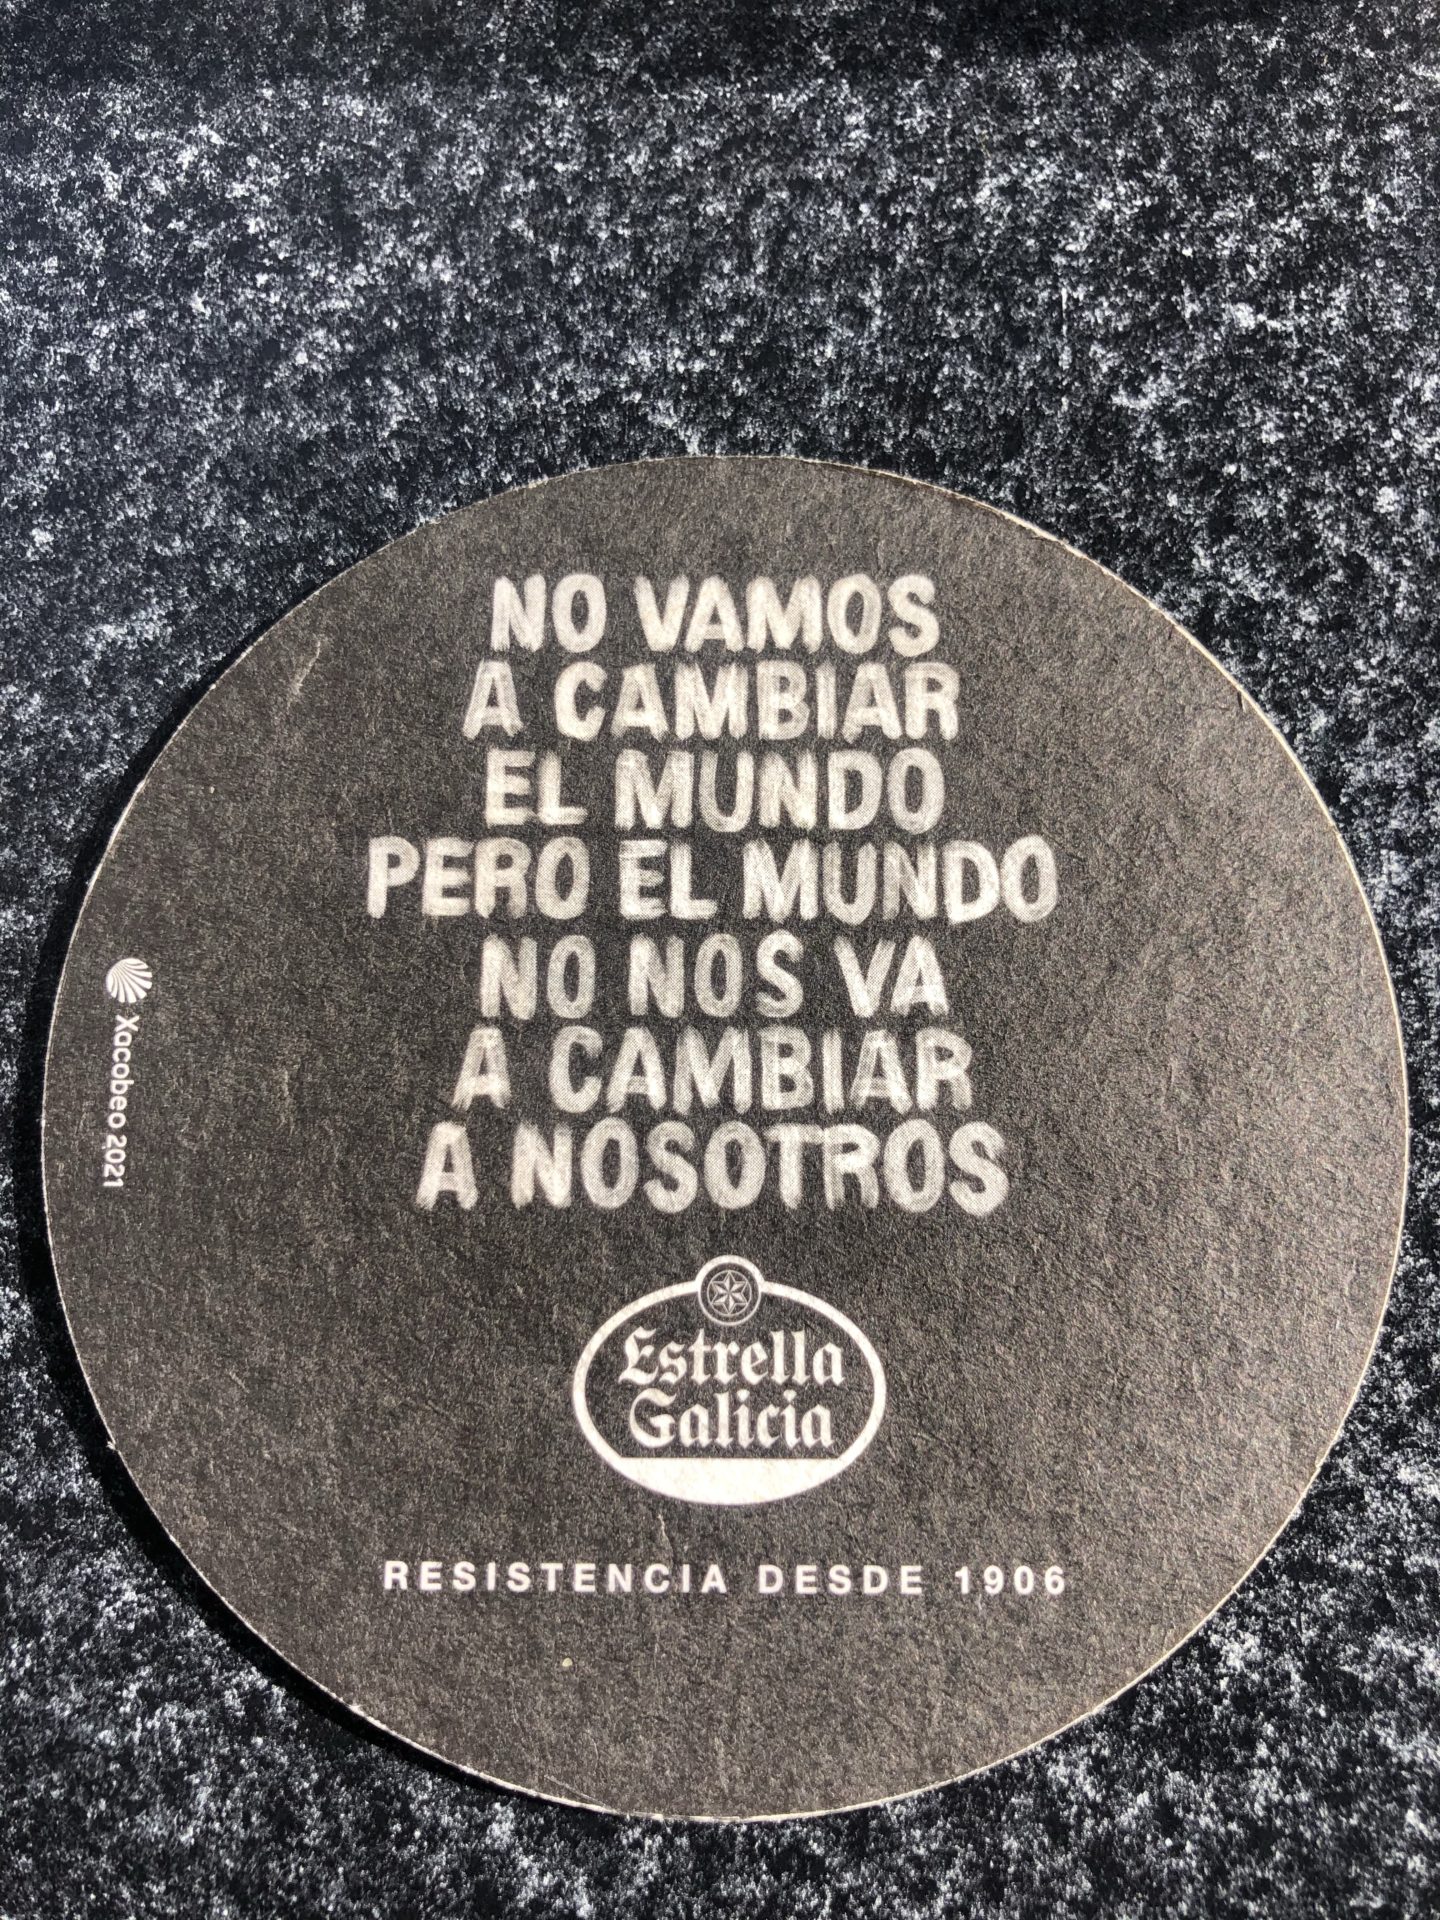 NO VAMOS
A CAMBIAR
EL MUNDO
PERO EL MUNDO
NO NOS VA
A CAMBIAR
A NOSOTROS
Estrella
Galicia
RESISTENCIA DESDE 1906
Xacobeo 2021